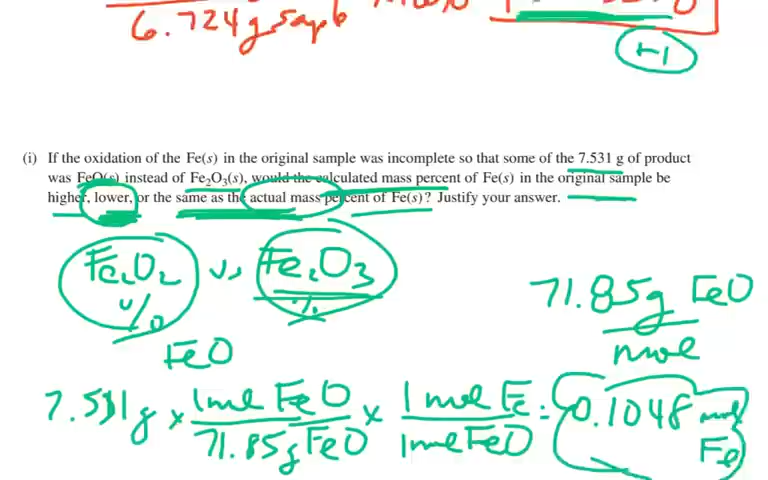 6.724g
+1
(i) If the oxidation of the Fe(s) in the original sample was incomplete so that some of the 7.531 g of product
was FeO(s) instead of Fe₂O₃(s), would the calculated mass percent of Fe(s) in the original sample be
higher, lower, or the same as the actual mass percent of Fe(s)? Justify your answer.
Fe₂O₂ vs Fe₂O₃
% %
71.85g FeO
mol
FeO
7.531g × 1mol FeO × 1 mol Fe = 0.1048 mol
71.85g FeO 1mol FeO Fe